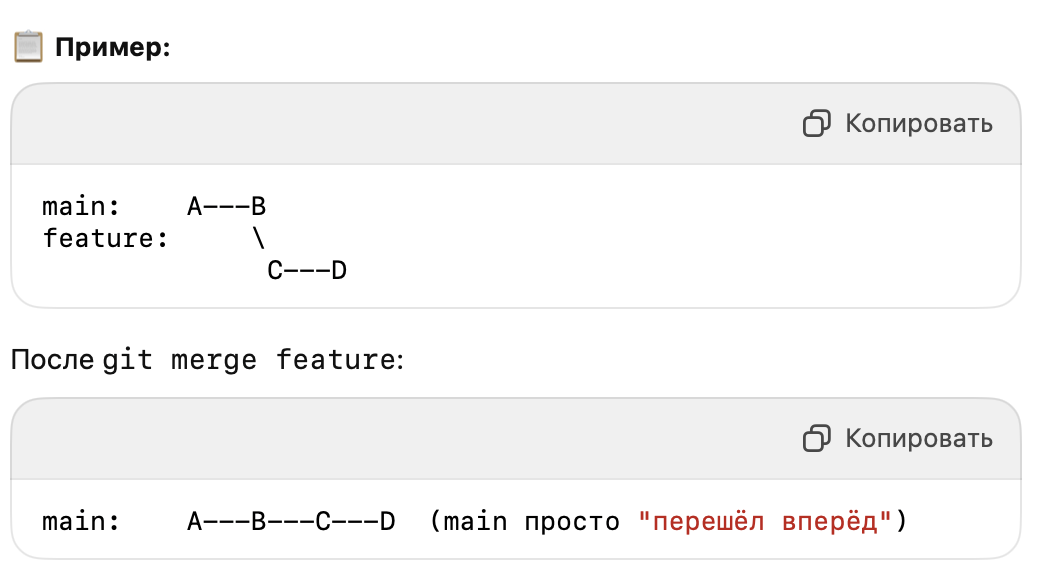 📋 Пример:
Копировать
main:    A---B
feature:     \
              C---D
После git merge feature:
Копировать
main:    A---B---C---D  (main просто "перешёл вперёд")